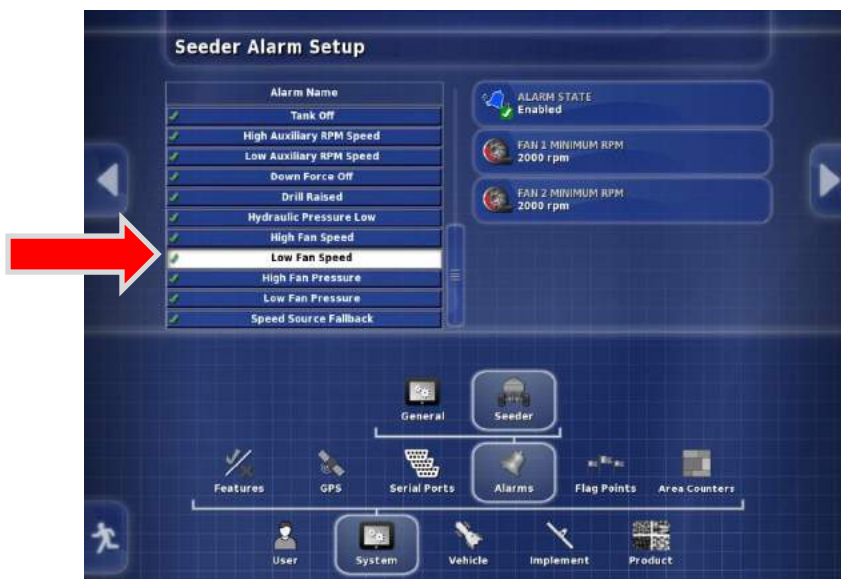 Seeder Alarm Setup
Alarm Name
Tank Off
High Auxiliary RPM Speed
Low Auxiliary RPM Speed
Down Force Off
Drill Raised
Hydraulic Pressure Low
High Fan Speed
Low Fan Speed
High Fan Pressure
Low Fan Pressure
Speed Source Fallback
ALARM STATE
Enabled
FAN 1 MINIMUM RPM
2000 rpm
FAN 2 MINIMUM RPM
2000 rpm
General Seeder
Features GPS Serial Ports Alarms Flag Points Area Counters
User System Vehicle Implement Product